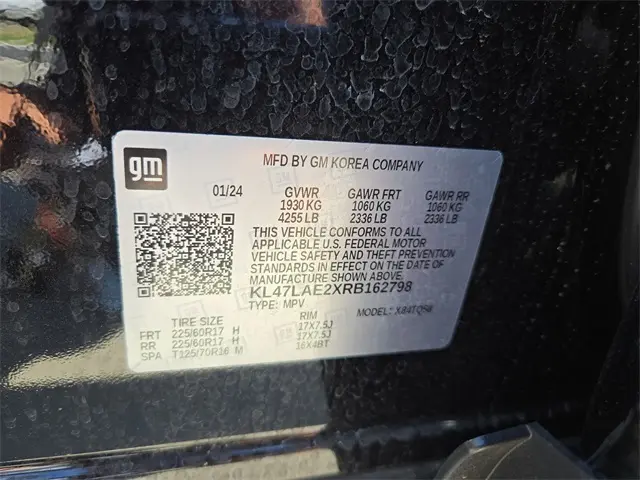 gm
MFD BY GM KOREA COMPANY
01/24 GVWR GAWR FRT GAWR RR
1930 KG 1060 KG 1060 KG
4255 LB 2336 LB 2336 LB
THIS VEHICLE CONFORMS TO ALL
APPLICABLE U.S. FEDERAL MOTOR
VEHICLE SAFETY AND THEFT PREVENTION
STANDARDS IN EFFECT ON THE DATE OF
MANUFACTURE SHOWN ABOVE.
KL47LAE2XRB162798
TYPE: MPV MODEL:
TIRE SIZE RIM
FRT 225/60R17 H 17X7.5J
RR 225/60R17 H 17X7.5J
SPA T125/70R16 M 16X4BT